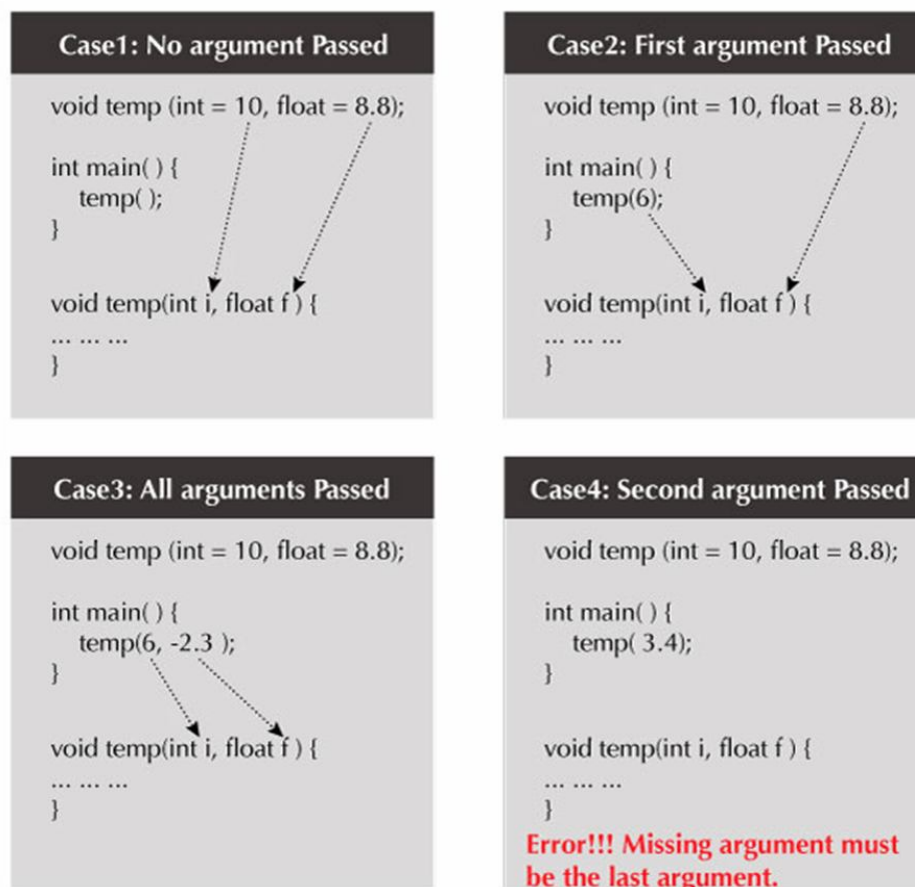 Case1: No argument Passed
void temp (int = 10, float = 8.8);
int main( ) {
temp( );
}
void temp(int i, float f ) {
... ... ...
}
Case2: First argument Passed
void temp (int = 10, float = 8.8);
int main( ) {
temp(6);
}
void temp(int i, float f ) {
... ... ...
}
Case3: All arguments Passed
void temp (int = 10, float = 8.8);
int main( ) {
temp(6, -2.3 );
}
void temp(int i, float f ) {
... ... ...
}
Case4: Second argument Passed
void temp (int = 10, float = 8.8);
int main( ) {
temp( 3.4);
}
void temp(int i, float f ) {
... ... ...
}
Error!!! Missing argument must
be the last argument.